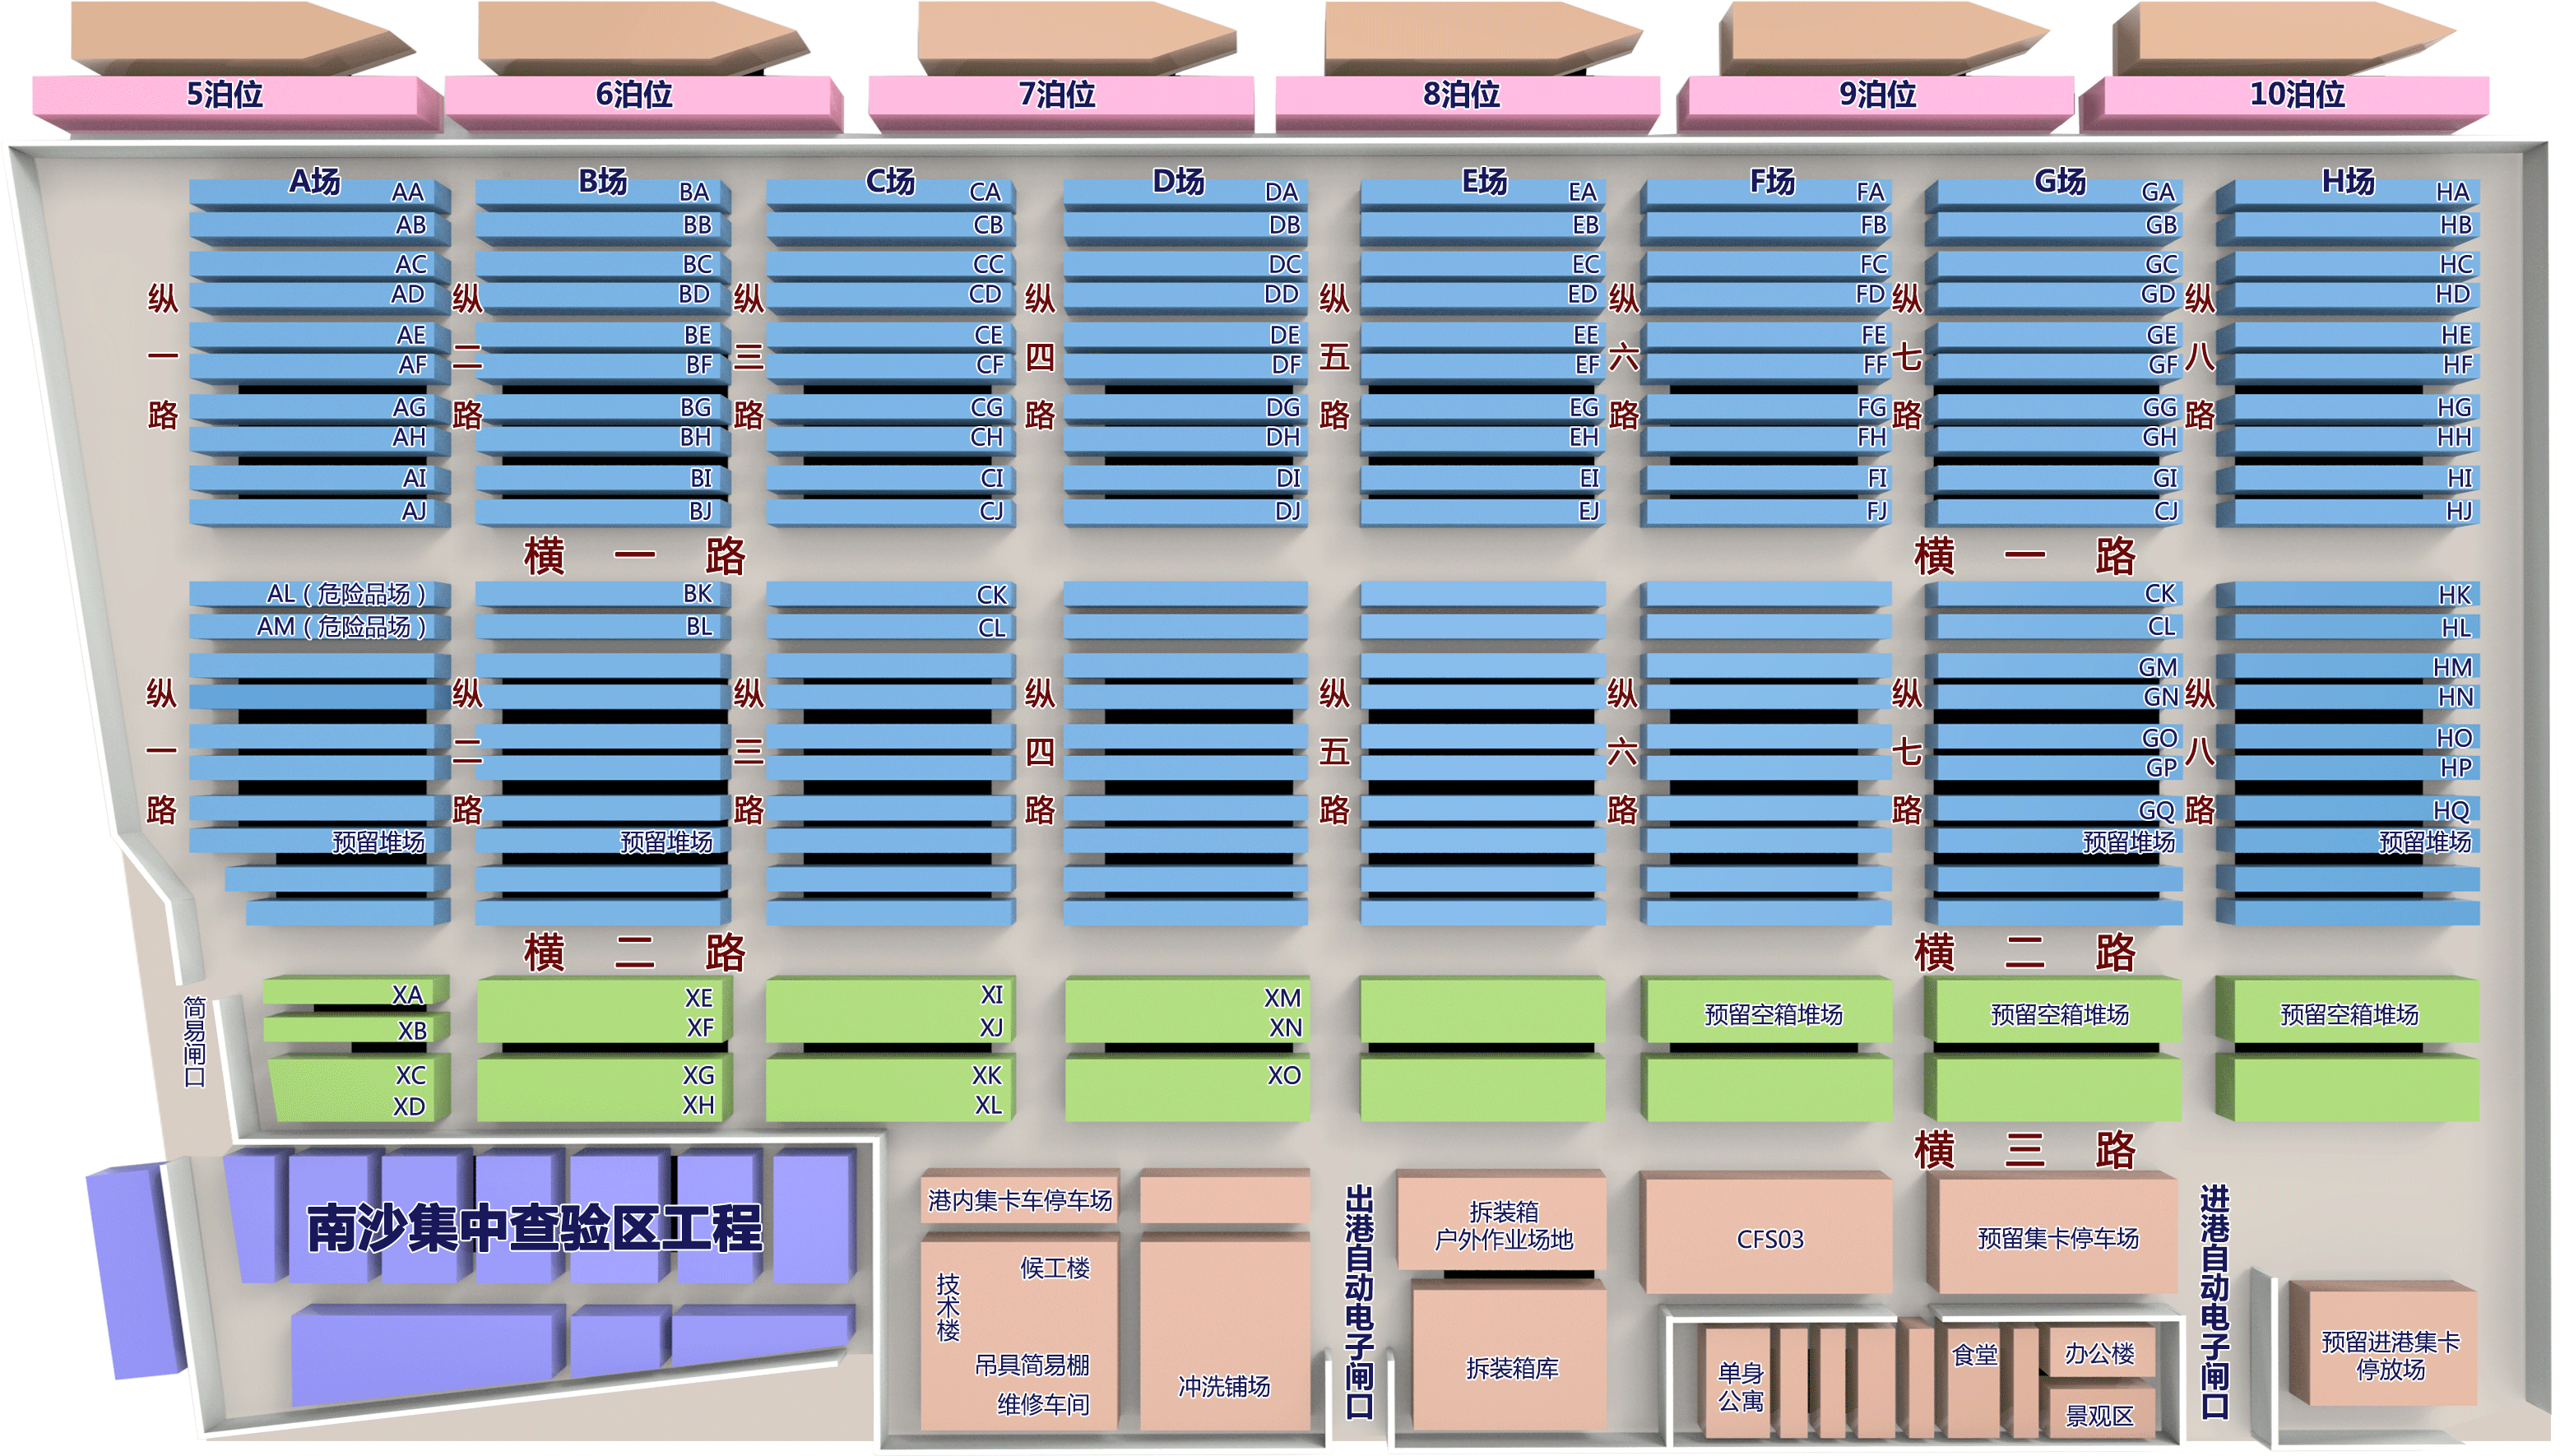 5泊位
6泊位
7泊位
8泊位
9泊位
10泊位
A场
B场
C场
D场
E场
F场
G场
H场
AA
BA
CA
DA
EA
FA
GA
HA
AB
BB
CB
DB
EB
FB
GB
HB
AC
BC
CC
DC
EC
FC
GC
HC
AD
BD
CD
DD
ED
FD
GD
HD
AE
BE
CE
DE
EE
FE
GE
HE
AF
BF
CF
DF
EF
FF
GF
HF
AG
BG
CG
DG
EG
FG
GG
HG
AH
BH
CH
DH
EH
FH
GH
HH
AI
BI
CI
DI
EI
FI
GI
HI
AJ
BJ
CJ
DJ
EJ
FJ
CJ
HJ
纵一路
纵二路
纵三路
纵四路
纵五路
纵六路
纵七路
纵八路
横一路
横一路
AL（危险品场）
BK
CK
CK
HK
AM（危险品场）
BL
CL
CL
HL
GM
HM
GN
HN
GO
HO
GP
HP
GQ
HQ
预留堆场
预留堆场
预留堆场
预留堆场
纵一路
纵二路
纵三路
纵四路
纵五路
纵六路
纵七路
纵八路
横二路
横二路
简易闸口
XA
XE
XI
XM
XB
XF
XJ
XN
预留空箱堆场
预留空箱堆场
预留空箱堆场
XC
XG
XK
XO
XD
XH
XL
横三路
南沙集中查验区工程
港内集卡车停车场
候工楼
技术楼
吊具简易棚
维修车间
冲洗铺场
出港自动电子闸口
拆装箱
户外作业场地
拆装箱库
CFS03
预留集卡停车场
单身
公寓
食堂
办公楼
景观区
进港自动电子闸口
预留进港集卡
停放场